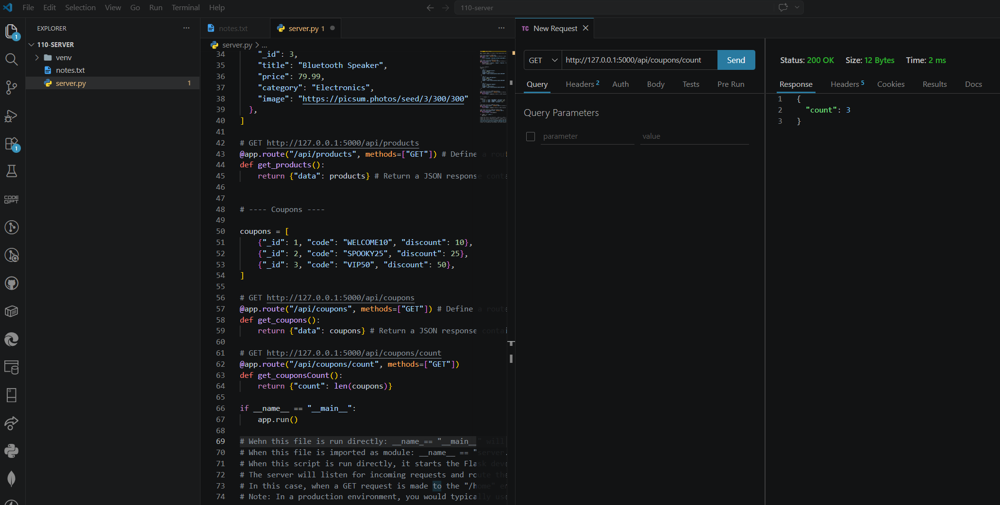 File Edit Selection View Go Run Terminal Help
110-server
EXPLORER
110-SERVER
venv
notes.txt
server.py 1
1
1
CODE
GPT
notes.txt
server.py 1
server.py > ...
34 "_id": 3,
35 "title": "Bluetooth Speaker",
36 "price": 79.99,
37 "category": "Electronics",
38 "image": "https://picsum.photos/seed/3/300/300"
39 },
40 ]
41
42 # GET http://127.0.0.1:5000/api/products
43 @app.route("/api/products", methods=["GET"]) # Define a rout
44 def get_products():
45 return {"data": products} # Return a JSON response conta
46
47
48 # ---- Coupons ----
49
50 coupons = [
51 {"_id": 1, "code": "WELCOME10", "discount": 10},
52 {"_id": 2, "code": "SPOOKY25", "discount": 25},
53 {"_id": 3, "code": "VIP50", "discount": 50},
54 ]
55
56 # GET http://127.0.0.1:5000/api/coupons
57 @app.route("/api/coupons", methods=["GET"]) # Define a route
58 def get_coupons():
59 return {"data": coupons} # Return a JSON response contai
60
61 # GET http://127.0.0.1:5000/api/coupons/count
62 @app.route("/api/coupons/count", methods=["GET"])
63 def get_couponsCount():
64 return {"count": len(coupons)}
65
66 if __name__ == "__main__":
67 app.run()
68
69 # Wehn this file is run directly: __name_== "__main__" will
70 # When this file is imported as module: __name__ == "server.
71 # When this script is run directly, it starts the Flask deve
72 # The server will listen for incoming requests and route the
73 # In this case, when a GET request is made to the "/home" en
74 # Note: In a production environment, you would typically use
TC New Request
GET http://127.0.0.1:5000/api/coupons/count Send
Query Headers 2 Auth Body Tests Pre Run
Query Parameters
parameter value
Status: 200 OK Size: 12 Bytes Time: 2 ms
Response Headers 5 Cookies Results Docs
1 {
2 "count": 3
3 }